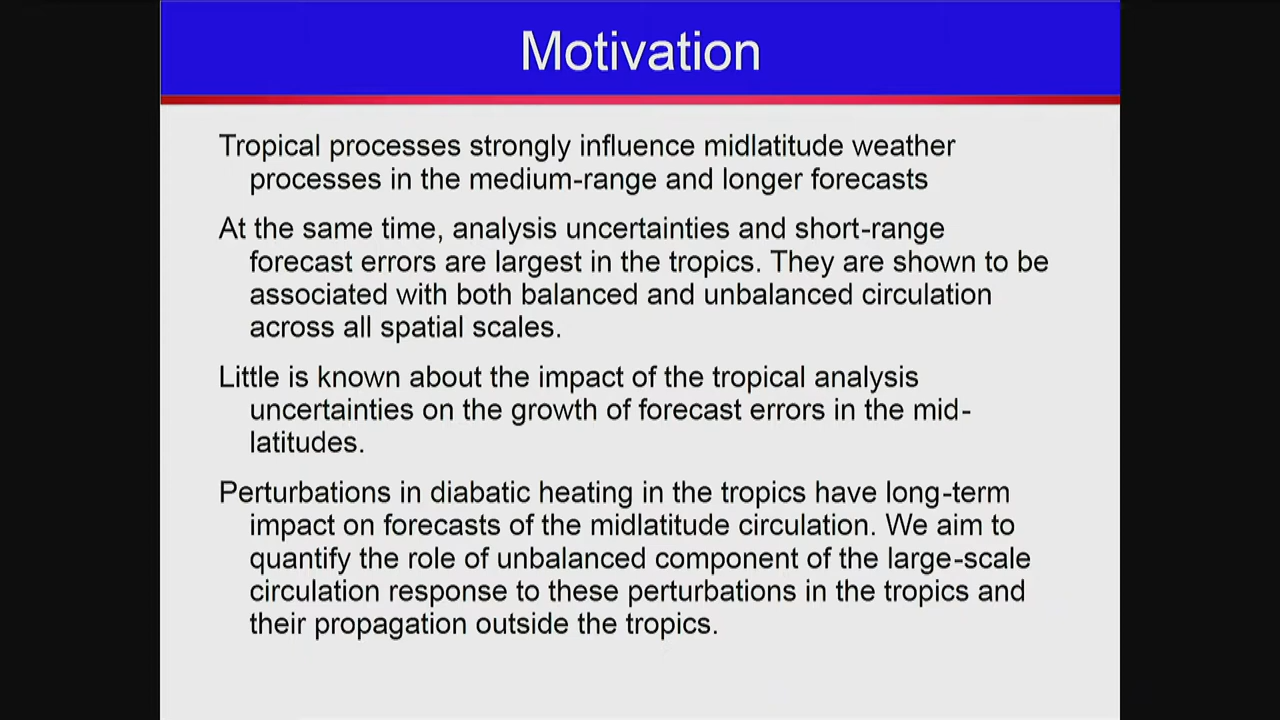 Motivation
Tropical processes strongly influence midlatitude weather
processes in the medium-range and longer forecasts
At the same time, analysis uncertainties and short-range
forecast errors are largest in the tropics. They are shown to be
associated with both balanced and unbalanced circulation
across all spatial scales.
Little is known about the impact of the tropical analysis
uncertainties on the growth of forecast errors in the mid-
latitudes.
Perturbations in diabatic heating in the tropics have long-term
impact on forecasts of the midlatitude circulation. We aim to
quantify the role of unbalanced component of the large-scale
circulation response to these perturbations in the tropics and
their propagation outside the tropics.